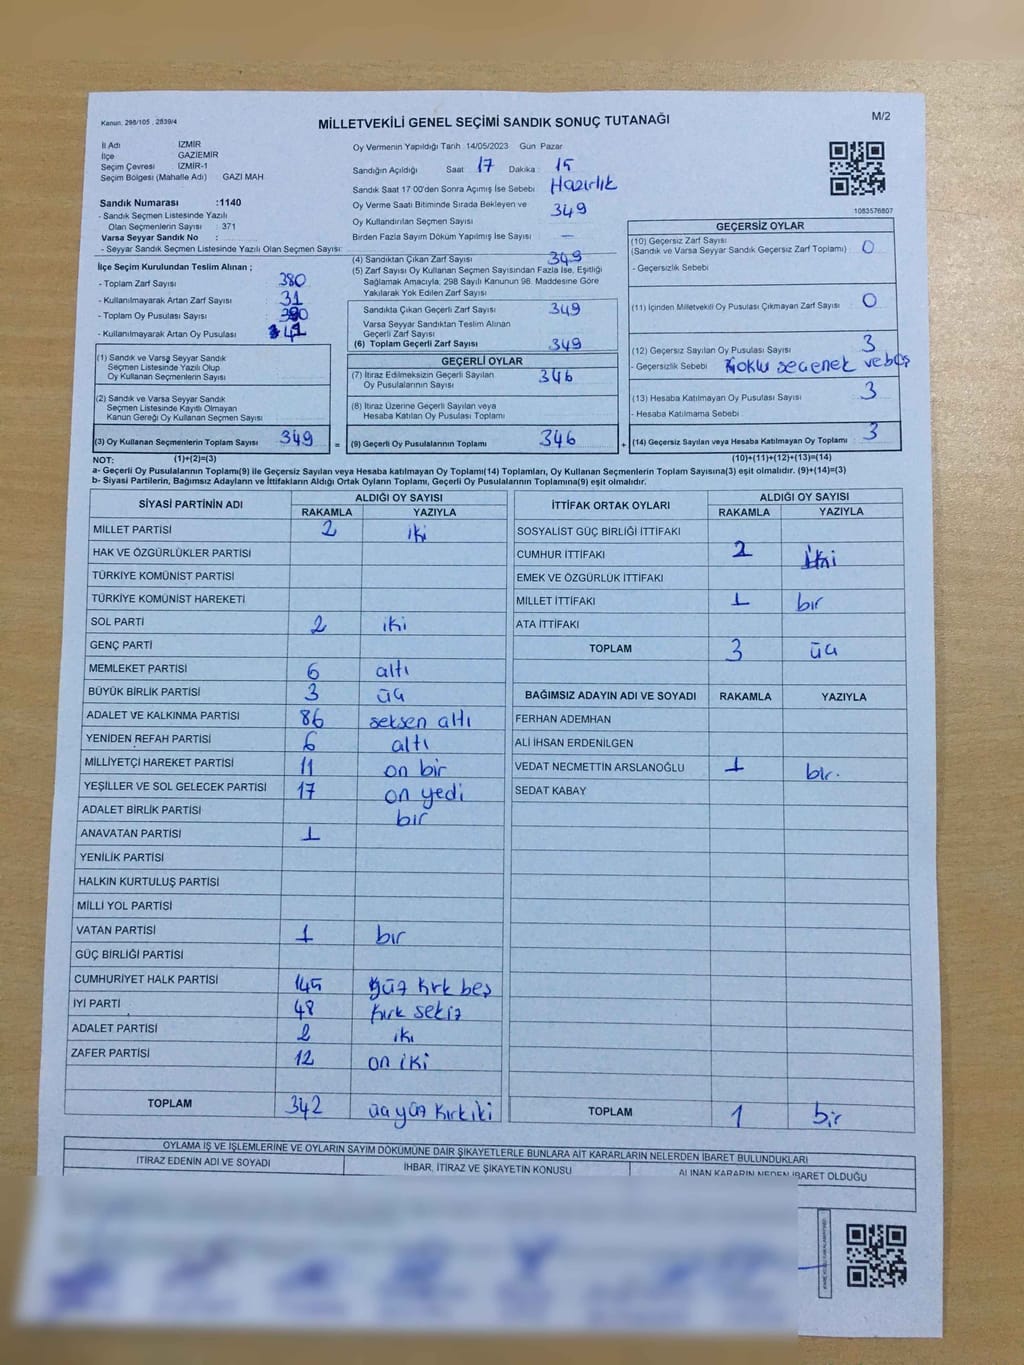 Kanun, 298/105 , 2839/4
MİLLETVEKİLİ GENEL SEÇİMİ SANDIK SONUÇ TUTANAĞI
M/2
İl Adı İZMİR
İlçe GAZİEMİR
Seçim Çevresi İZMİR-1
Seçim Bölgesi (Mahalle Adı) GAZİ MAH
Sandık Numarası :1140
- Sandık Seçmen Listesinde Yazılı
Olan Seçmenlerin Sayısı : 371
Varsa Seyyar Sandık No :
- Seyyar Sandık Seçmen Listesinde Yazılı Olan Seçmen Sayısı:
Oy Vermenin Yapıldığı Tarih 14/05/2023 Gün Pazar
Sandığın Açıldığı Saat 17 Dakika : 15
Sandık Saat 17 00'den Sonra Açımış İse Sebebi : Hazırlık
Oy Verme Saati Bitiminde Sırada Bekleyen ve
Oy Kullandırılan Seçmen Sayısı : 349
Birden Fazla Sayım Döküm Yapılmış İse Sayısı : —
1083576807
İlçe Seçim Kurulundan Teslim Alınan ;
- Toplam Zarf Sayısı : 380
- Kullanılmayarak Artan Zarf Sayısı : 31
- Toplam Oy Pusulası Sayısı :
- Kullanılmayarak Artan Oy Pusulası :
(1) Sandık ve Varsa Seyyar Sandık
Seçmen Listesinde Yazılı Olup
Oy Kullanan Seçmenlerin Sayısı :
(2) Sandık ve Varsa Seyyar Sandık
Seçmen Listesinde Kayıtlı Olmayan
Kanun Gereği Oy Kullanan Seçmen Sayısı :
(3) Oy Kullanan Seçmenlerin Toplam Sayısı : 349 =
(4) Sandıktan Çıkan Zarf Sayısı : 349
(5) Zarf Sayısı Oy Kullanan Seçmen Sayısından Fazla İse, Eşitliği
Sağlamak Amacıyla, 298 Sayılı Kanunun 98. Maddesine Göre
Yakılarak Yok Edilen Zarf Sayısı :
Sandıkta Çıkan Geçerli Zarf Sayısı : 349
Varsa Seyyar Sandıktan Teslim Alınan
Geçerli Zarf Sayısı :
(6) Toplam Geçerli Zarf Sayısı : 349
GEÇERLİ OYLAR
(7) İtiraz Edilmeksizin Geçerli Sayılan
Oy Pusulalarının Sayısı : 346
(8) İtiraz Üzerine Geçerli Sayılan veya
Hesaba Katılan Oy Pusulası Toplamı :
(9) Geçerli Oy Pusulalarının Toplamı : 346 +
GEÇERSİZ OYLAR
(10) Geçersiz Zarf Sayısı
(Sandık ve Varsa Seyyar Sandık Geçersiz Zarf Toplamı) : 0
- Geçersizlik Sebebi :
(11) İçinden Milletvekili Oy Pusulası Çıkmayan Zarf Sayısı : 0
(12) Geçersiz Sayılan Oy Pusulası Sayısı : 3
- Geçersizlik Sebebi : seçenek ve boş
(13) Hesaba Katılmayan Oy Pusulası Sayısı : 3
- Hesaba Katılmama Sebebi :
(14) Geçersiz Sayılan veya Hesaba Katılmayan Oy Toplamı : 3
NOT: (1)+(2)=(3) (10)+(11)+(12)+(13)=(14)
a- Geçerli Oy Pusulalarının Toplamı(9) ile Geçersiz Sayılan veya Hesaba katılmayan Oy Toplamı(14) Toplamları, Oy Kullanan Seçmenlerin Toplam Sayısına(3) eşit olmalıdır. (9)+(14)=(3)
b- Siyasi Partilerin, Bağımsız Adayların ve İttifakların Aldığı Ortak Oyların Toplamı, Geçerli Oy Pusulalarının Toplamına(9) eşit olmalıdır.
SİYASİ PARTİNİN ADI ALDIĞI OY SAYISI
RAKAMLA YAZIYLA
MİLLET PARTİSİ 2 iki
HAK VE ÖZGÜRLÜKLER PARTİSİ
TÜRKİYE KOMÜNİST PARTİSİ
TÜRKİYE KOMÜNİST HAREKETİ
SOL PARTİ 2 iki
GENÇ PARTİ
MEMLEKET PARTİSİ 6 altı
BÜYÜK BİRLİK PARTİSİ 3 üç
ADALET VE KALKINMA PARTİSİ 86 seksen altı
YENİDEN REFAH PARTİSİ 6 altı
MİLLİYETÇİ HAREKET PARTİSİ 11 on bir
YEŞİLLER VE SOL GELECEK PARTİSİ 17 on yedi
ADALET BİRLİK PARTİSİ bir
ANAVATAN PARTİSİ 1
YENİLİK PARTİSİ
HALKIN KURTULUŞ PARTİSİ
MİLLİ YOL PARTİSİ
VATAN PARTİSİ 1 bir
GÜÇ BİRLİĞİ PARTİSİ
CUMHURİYET HALK PARTİSİ 145 yüz kırk beş
İYİ PARTİ 48 kırk sekiz
ADALET PARTİSİ 2 iki
ZAFER PARTİSİ 12 on iki
TOPLAM 342 üç yüz kırk iki
İTTİFAK ORTAK OYLARI ALDIĞI OY SAYISI
RAKAMLA YAZIYLA
SOSYALİST GÜÇ BİRLİĞİ İTTİFAKI
CUMHUR İTTİFAKI 2 iki
EMEK VE ÖZGÜRLÜK İTTİFAKI
MİLLET İTTİFAKI 1 bir
ATA İTTİFAKI
TOPLAM 3 üç
BAĞIMSIZ ADAYIN ADI VE SOYADI RAKAMLA YAZIYLA
FERHAN ADEMHAN
ALİ İHSAN ERDENİLGEN
VEDAT NECMETTİN ARSLANOĞLU 1 bir.
SEDAT KABAY
TOPLAM 1 bir
OYLAMA İŞ VE İŞLEMLERİNE VE OYLARIN SAYIM DÖKÜMÜNE DAİR ŞİKAYETLERLE BUNLARA AİT KARARLARIN NELERDEN İBARET BULUNDUKLARI
İTİRAZ EDENİN ADI VE SOYADI İHBAR, İTİRAZ VE ŞİKAYETİN KONUSU ALINAN KARARIN NEDEN İBARET OLDUĞU